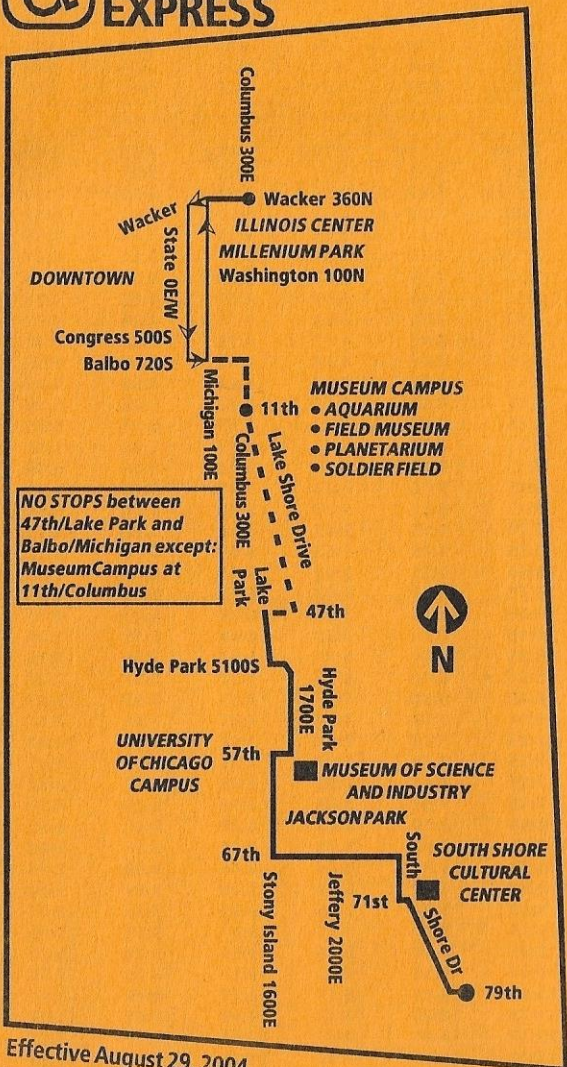 EXPRESS
Columbus 300E
Wacker 360N
Wacker
ILLINOIS CENTER
MILLENIUM PARK
State 0E/W
Washington 100N
DOWNTOWN
Congress 500S
Balbo 720S
Michigan 100E
11th
MUSEUM CAMPUS
• AQUARIUM
• FIELD MUSEUM
• PLANETARIUM
• SOLDIER FIELD
Columbus 300E
Lake Shore Drive
NO STOPS between
47th/Lake Park and
Balbo/Michigan except:
MuseumCampus at
11th/Columbus
Lake
Park
47th
N
Hyde Park 5100S
Hyde Park
1700E
UNIVERSITY
OF CHICAGO
CAMPUS
57th
MUSEUM OF SCIENCE
AND INDUSTRY
JACKSON PARK
67th
South
Shore Dr
SOUTH SHORE
CULTURAL
CENTER
71st
Jeffery 2000E
Stony Island 1600E
79th
Effective August 29, 2004